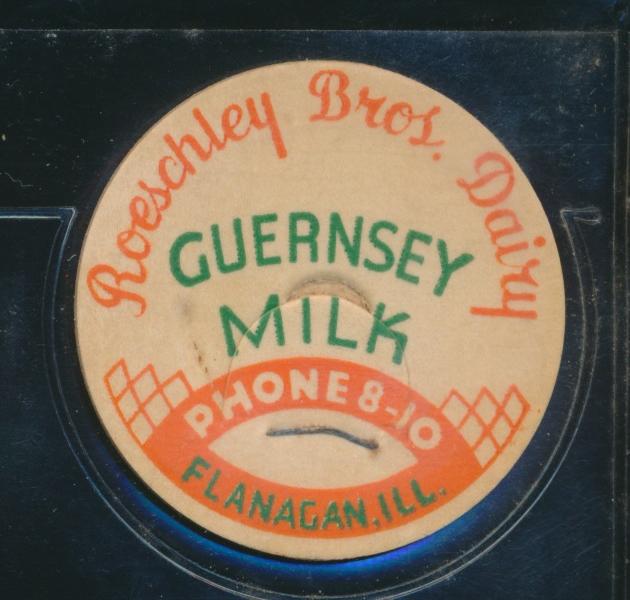 Roeschley Bros. Dairy
GUERNSEY
MILK
PHONE 8-10
FLANAGAN, ILL.